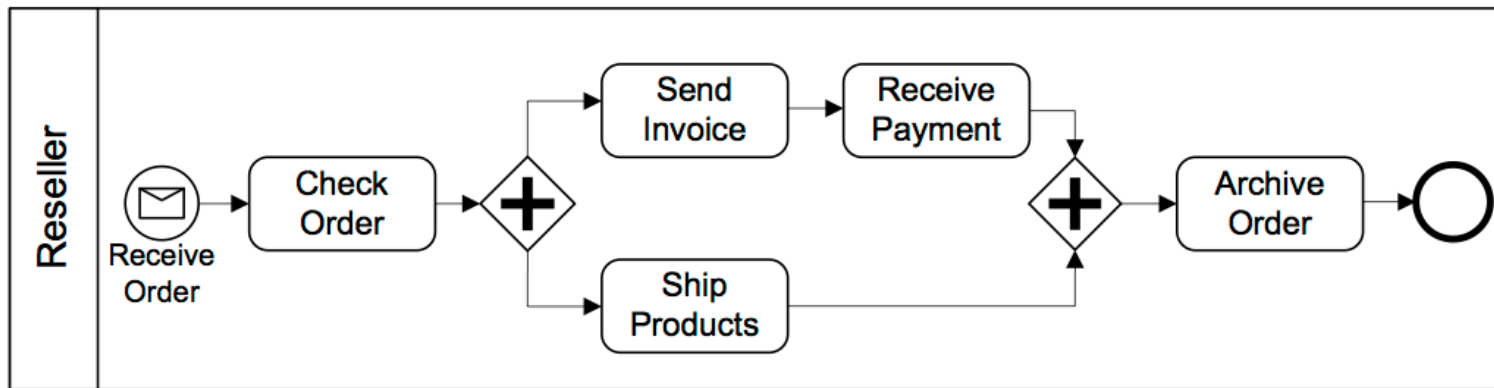 Reseller
Receive
Order
Check
Order
Send
Invoice
Receive
Payment
Ship
Products
Archive
Order